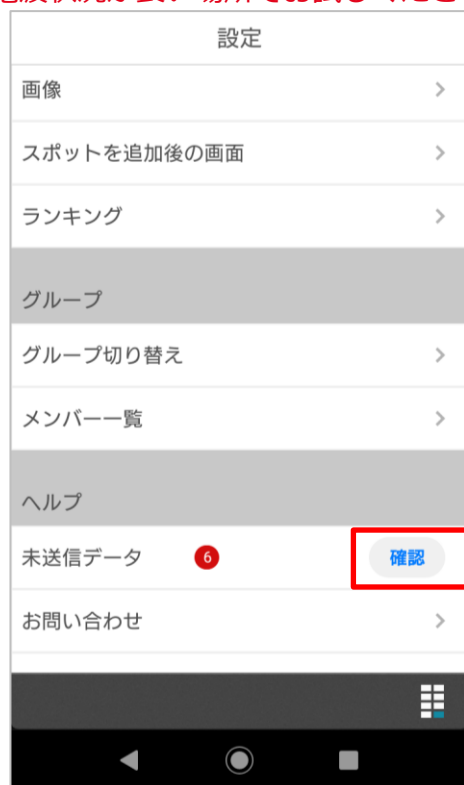 設定
画像
スポットを追加後の画面
ランキング
グループ
グループ切り替え
メンバー一覧
ヘルプ
未送信データ 6 確認
お問い合わせ